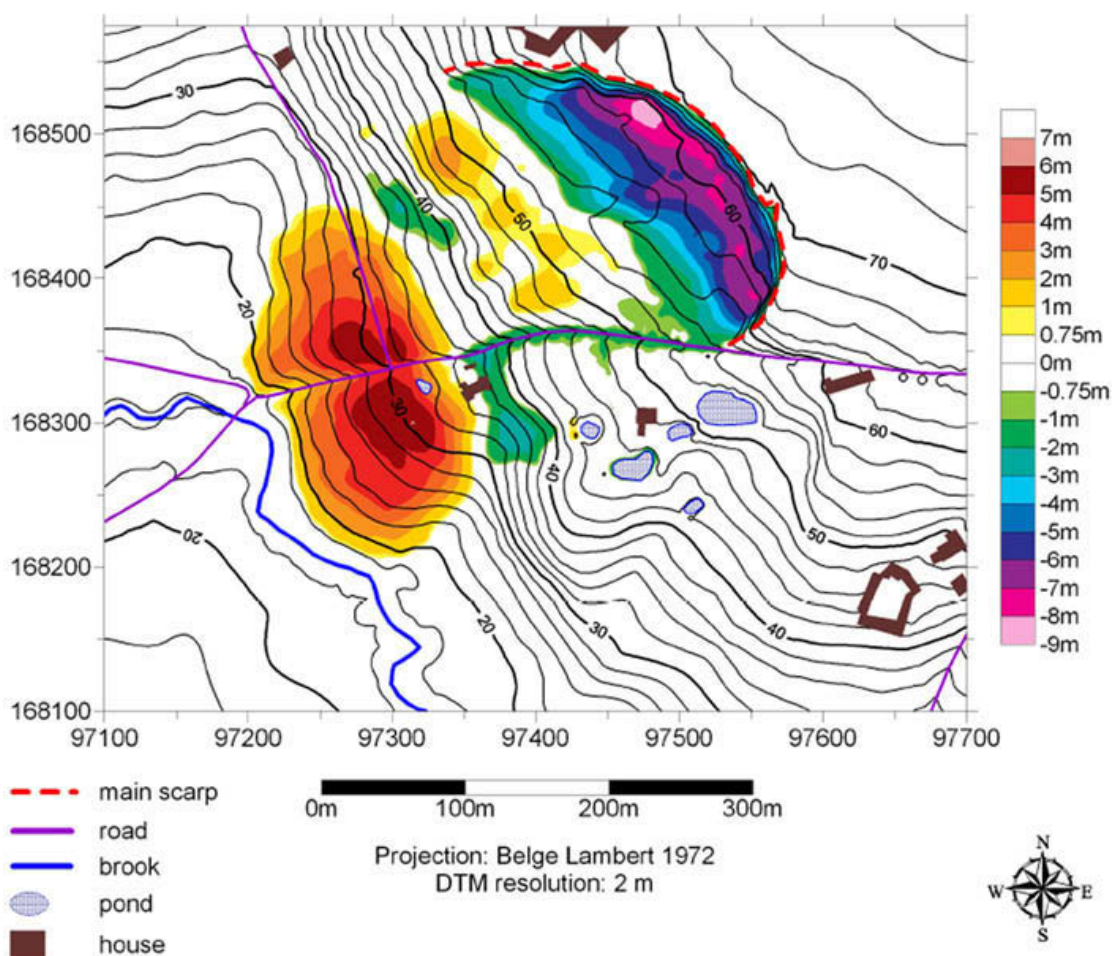 30
168500
40
50
60
70
168400
20
30
168300
60
40
50
20
168200
20
30
40
168100
97100 97200 97300 97400 97500 97600 97700
7m
6m
5m
4m
3m
2m
1m
0.75m
0m
-0.75m
-1m
-2m
-3m
-4m
-5m
-6m
-7m
-8m
-9m
main scarp
road
brook
pond
house
0m 100m 200m 300m
Projection: Belge Lambert 1972
DTM resolution: 2 m
N
W E
S